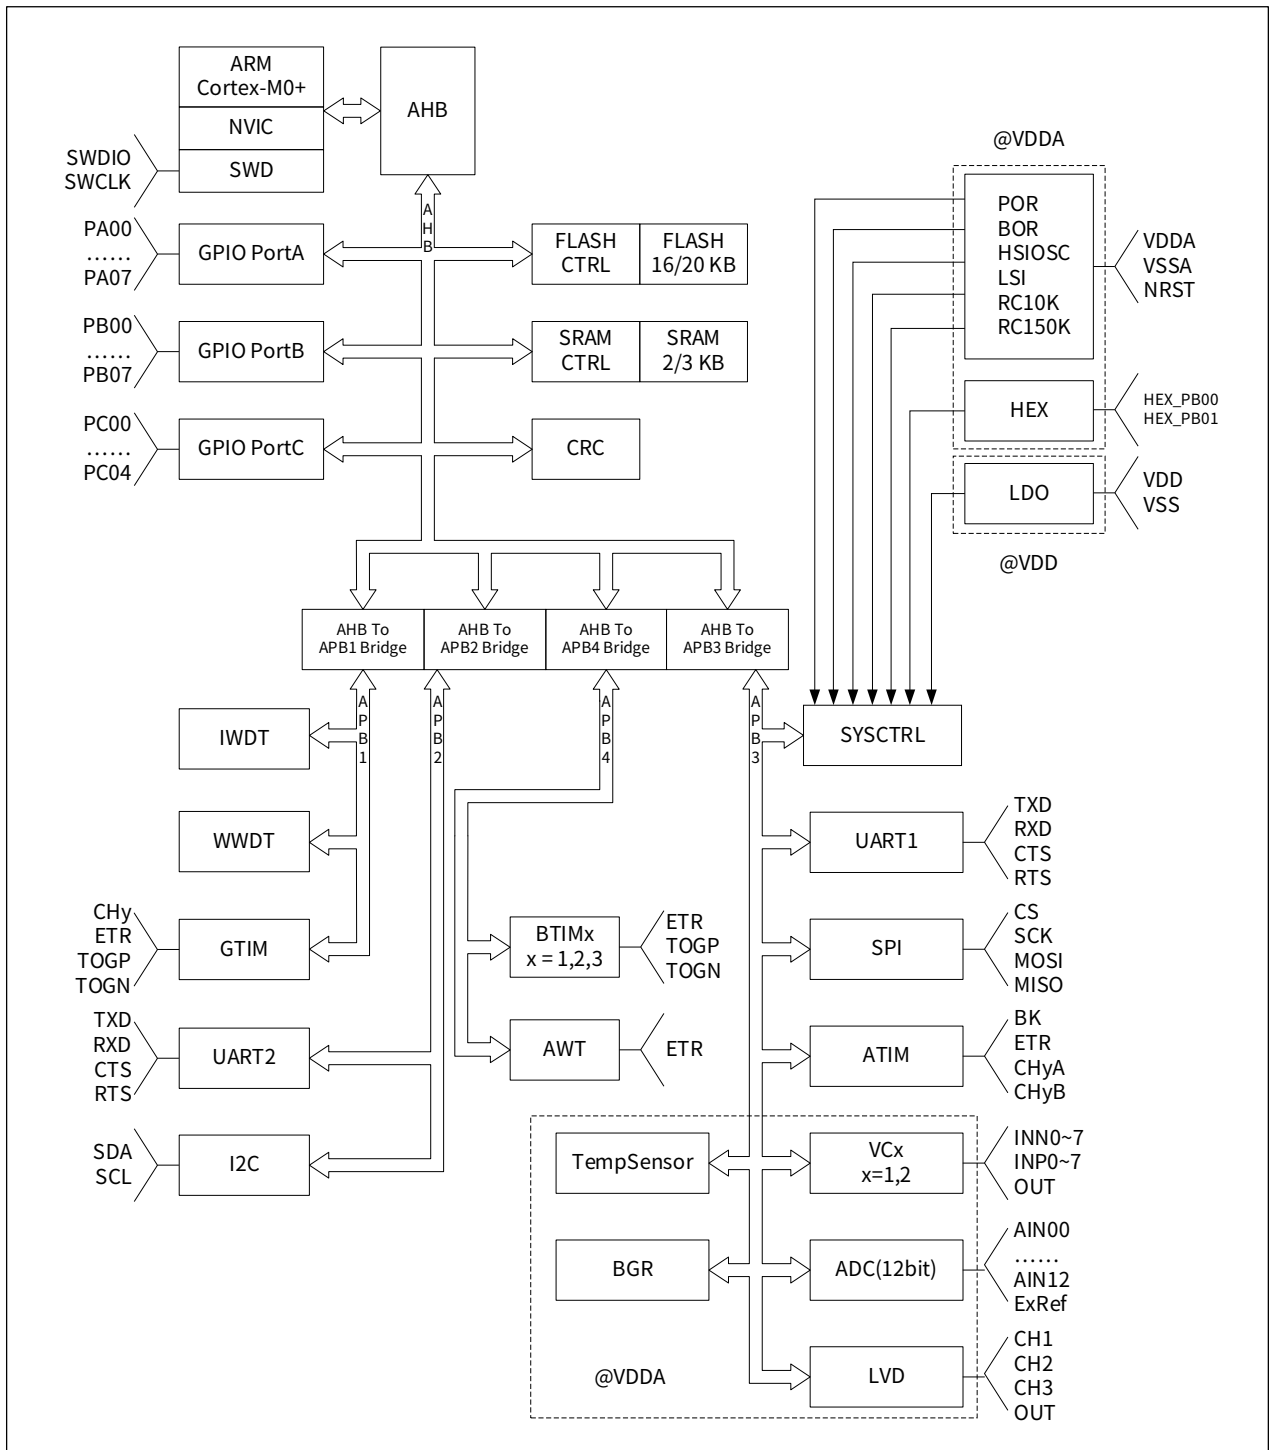 ARM
Cortex-M0+
NVIC
SWD
AHB
SWDIO
SWCLK
@VDDA
POR
BOR
HSIOSC
LSI
RC10K
RC150K
VDDA
VSSA
NRST
A
H
B
PA00
......
PA07
GPIO PortA
FLASH
CTRL
FLASH
16/20 KB
PB00
......
PB07
GPIO PortB
SRAM
CTRL
SRAM
2/3 KB
HEX
HEX_PB00
HEX_PB01
PC00
......
PC04
GPIO PortC
CRC
LDO
VDD
VSS
@VDD
AHB To
APB1 Bridge
AHB To
APB2 Bridge
AHB To
APB4 Bridge
AHB To
APB3 Bridge
A
P
B
1
A
P
B
2
A
P
B
4
A
P
B
3
IWDT
SYSCTRL
WWDT
UART1
TXD
RXD
CTS
RTS
CHy
ETR
TOGP
TOGN
GTIM
BTIMx
x = 1,2,3
ETR
TOGP
TOGN
SPI
CS
SCK
MOSI
MISO
TXD
RXD
CTS
RTS
UART2
AWT
ETR
ATIM
BK
ETR
CHyA
CHyB
SDA
SCL
I2C
TempSensor
VCx
x=1,2
INN0~7
INP0~7
OUT
BGR
ADC(12bit)
AIN00
......
AIN12
ExRef
@VDDA
LVD
CH1
CH2
CH3
OUT